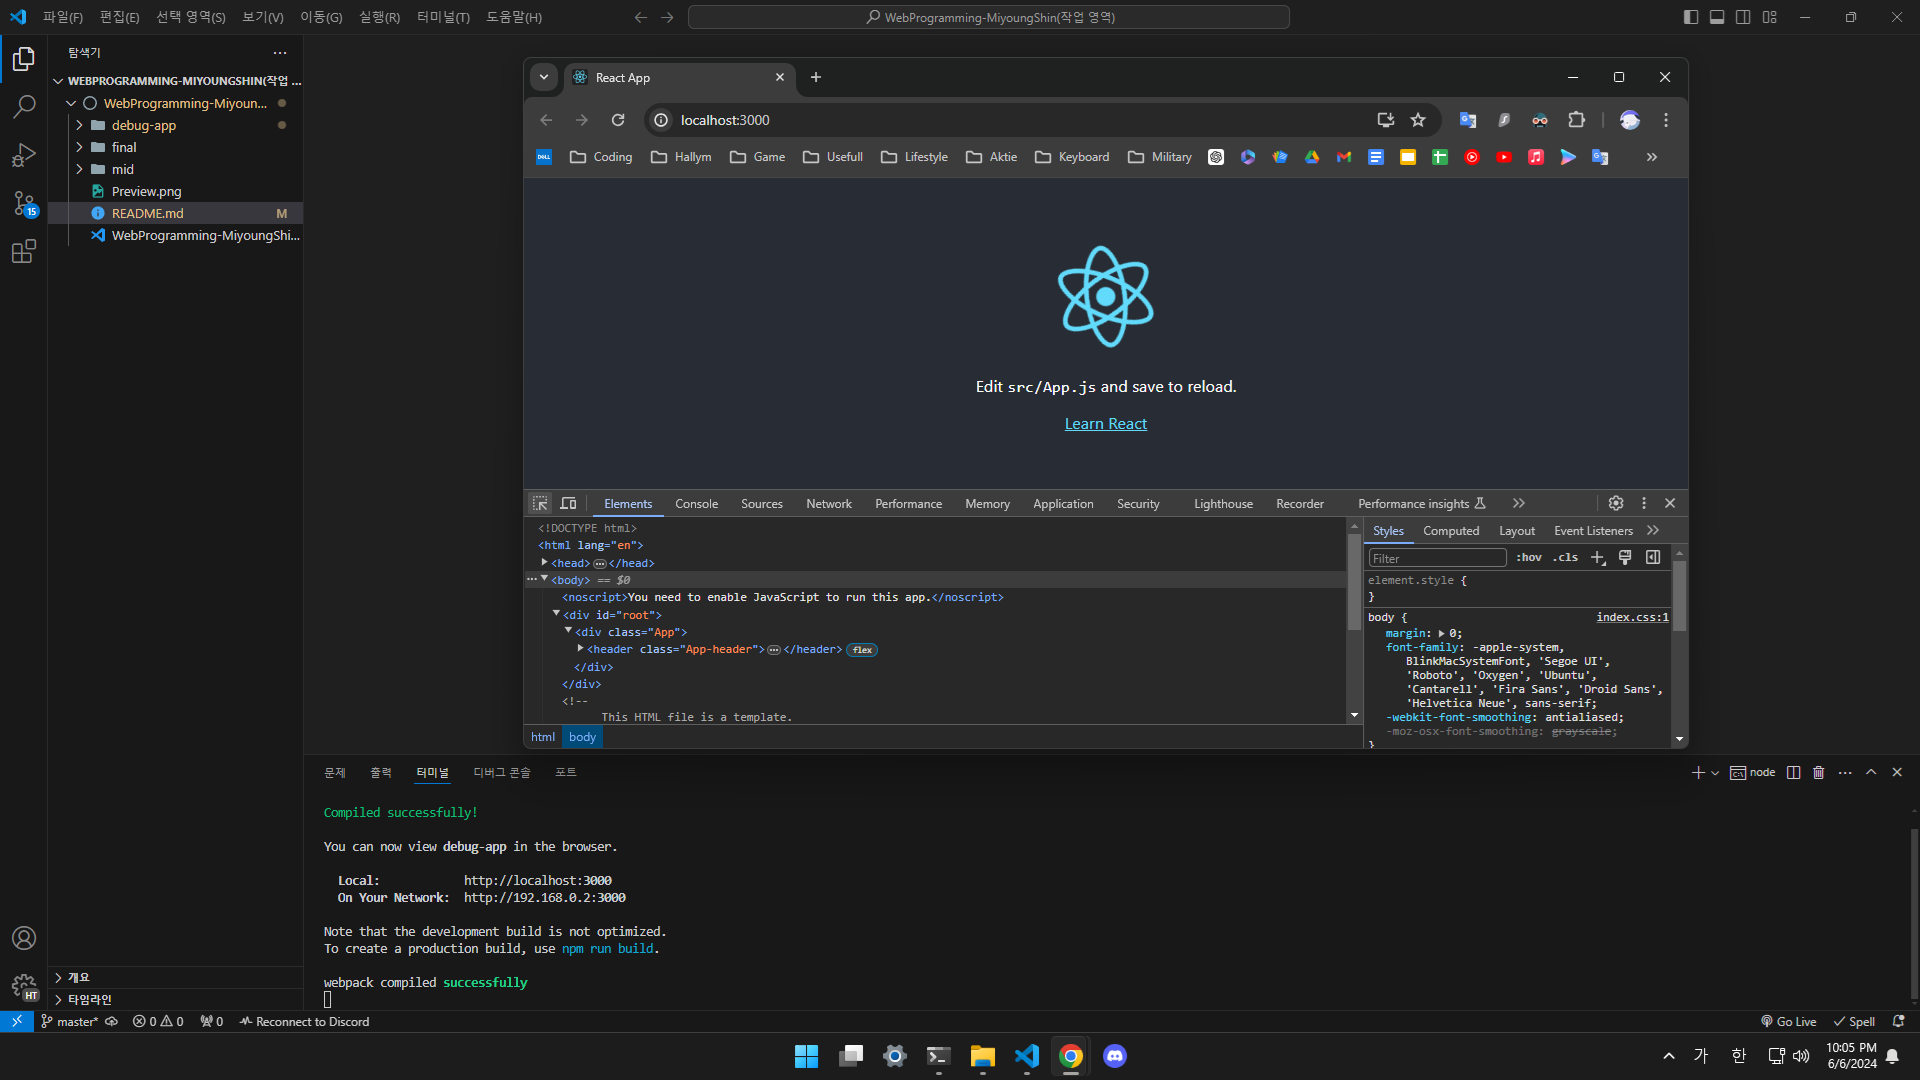 파일(F) 편집(E) 선택 영역(S) 보기(V) 이동(G) 실행(R) 터미널(T) 도움말(H)
WebProgramming-MiyoungShin(작업 영역)
탐색기
WEBPROGRAMMING-MIYOUNGSHIN(작업 ...
WebProgramming-Miyoun...
debug-app
final
mid
Preview.png
README.md M
WebProgramming-MiyoungShi...
15
HT
개요
타임라인
React App
localhost:3000
DELL Coding Hallym Game Usefull Lifestyle Aktie Keyboard Military
Edit src/App.js and save to reload.
Learn React
Elements Console Sources Network Performance Memory Application Security Lighthouse Recorder Performance insights
<!DOCTYPE html>
<html lang="en">
<head>…</head>
<body> == $0
<noscript>You need to enable JavaScript to run this app.</noscript>
<div id="root">
<div class="App">
<header class="App-header">…</header> flex
</div>
</div>
<!--
This HTML file is a template.
html body
Styles Computed Layout Event Listeners
Filter :hov .cls
element.style {
}
body { index.css:1
margin: 0;
font-family: -apple-system,
BlinkMacSystemFont, 'Segoe UI',
'Roboto', 'Oxygen', 'Ubuntu',
'Cantarell', 'Fira Sans', 'Droid Sans',
'Helvetica Neue', sans-serif;
-webkit-font-smoothing: antialiased;
-moz-osx-font-smoothing: grayscale;
}
문제 출력 터미널 디버그 콘솔 포트
node
Compiled successfully!
You can now view debug-app in the browser.
Local: http://localhost:3000
On Your Network: http://192.168.0.2:3000
Note that the development build is not optimized.
To create a production build, use npm run build.
webpack compiled successfully
master* 0 0 0 Reconnect to Discord
Go Live Spell
가 한
10:05 PM
6/6/2024